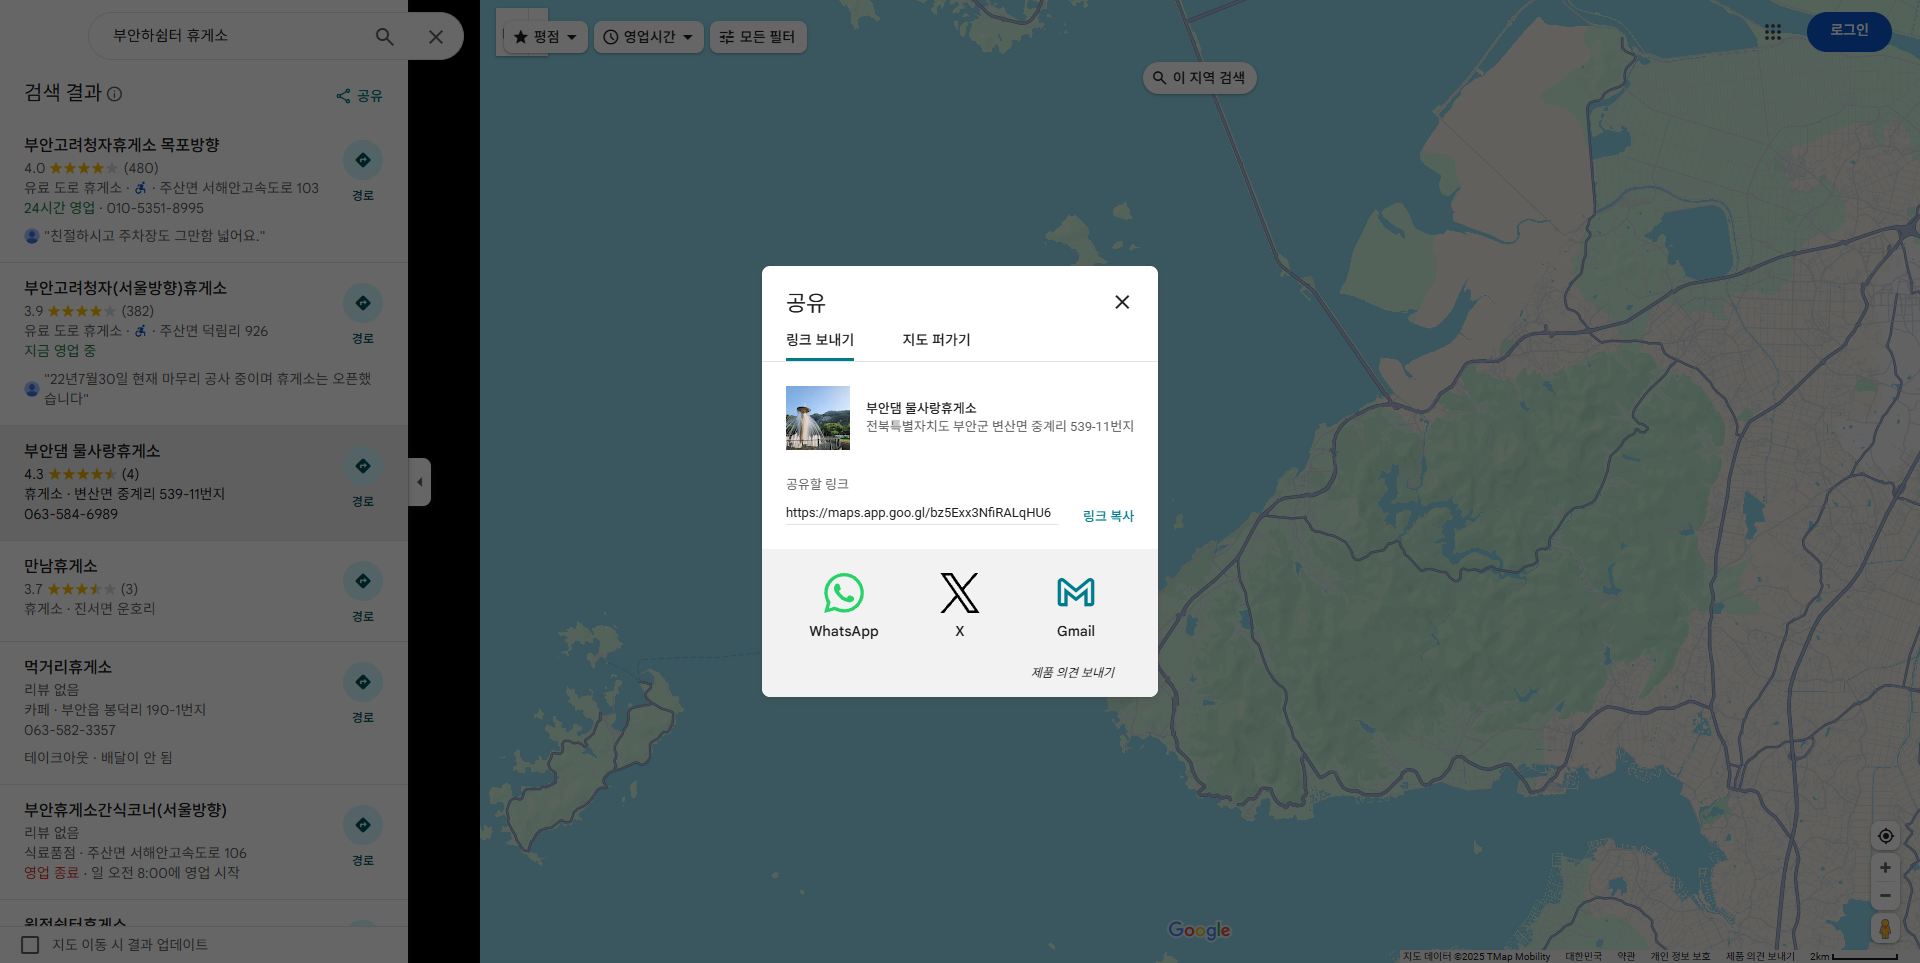 부안하쉼터 휴게소
검색 결과
공유
부안고려청자휴게소 목포방향
4.0 (480)
유료 도로 휴게소 · · 주산면 서해안고속도로 103
24시간 영업 · 010-5351-8995
"친절하시고 주차장도 그만함 넓어요."
경로
부안고려청자(서울방향)휴게소
3.9 (382)
유료 도로 휴게소 · · 주산면 덕림리 926
지금 영업 중
"22년7월30일 현재 마무리 공사 중이며 휴게소는 오픈했
습니다"
경로
부안댐 물사랑휴게소
4.3 (4)
휴게소 · 변산면 중계리 539-11번지
063-584-6989
경로
만남휴게소
3.7 (3)
휴게소 · 진서면 운호리
경로
먹거리휴게소
리뷰 없음
카페 · 부안읍 봉덕리 190-1번지
063-582-3357
테이크아웃 · 배달이 안 됨
경로
부안휴게소간식코너(서울방향)
리뷰 없음
식료품점 · 주산면 서해안고속도로 106
영업 종료 · 일 오전 8:00에 영업 시작
경로
지도 이동 시 결과 업데이트
평점
영업시간
모든 필터
이 지역 검색
로그인
공유
링크 보내기
지도 퍼가기
부안댐 물사랑휴게소
전북특별자치도 부안군 변산면 중계리 539-11번지
공유할 링크
https://maps.app.goo.gl/bz5Exx3NfiRALqHU6
링크 복사
WhatsApp
X
Gmail
제품 의견 보내기
Google
지도 데이터 ©2025 TMap Mobility 대한민국 약관 개인 정보 보호 제품 의견 보내기 2km